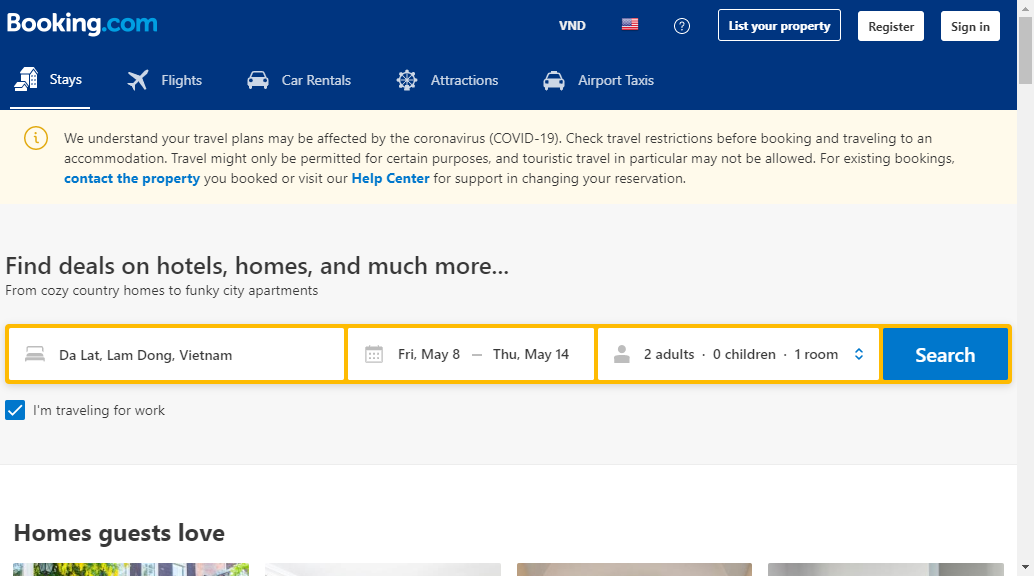 Booking.com
VND
List your property
Register
Sign in
Stays
Flights
Car Rentals
Attractions
Airport Taxis
We understand your travel plans may be affected by the coronavirus (COVID-19). Check travel restrictions before booking and traveling to an
accommodation. Travel might only be permitted for certain purposes, and touristic travel in particular may not be allowed. For existing bookings,
contact the property you booked or visit our Help Center for support in changing your reservation.
Find deals on hotels, homes, and much more...
From cozy country homes to funky city apartments
Da Lat, Lam Dong, Vietnam
Fri, May 8 — Thu, May 14
2 adults · 0 children · 1 room
Search
I'm traveling for work
Homes guests love